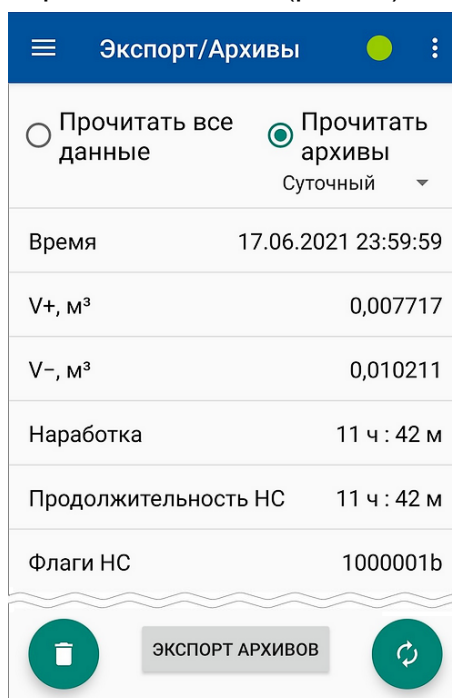 Экспорт/Архивы
Прочитать все данные
Прочитать архивы
Суточный
Время 17.06.2021 23:59:59
V+, м³ 0,007717
V−, м³ 0,010211
Наработка 11 ч : 42 м
Продолжительность НС 11 ч : 42 м
Флаги НС 1000001b
ЭКСПОРТ АРХИВОВ